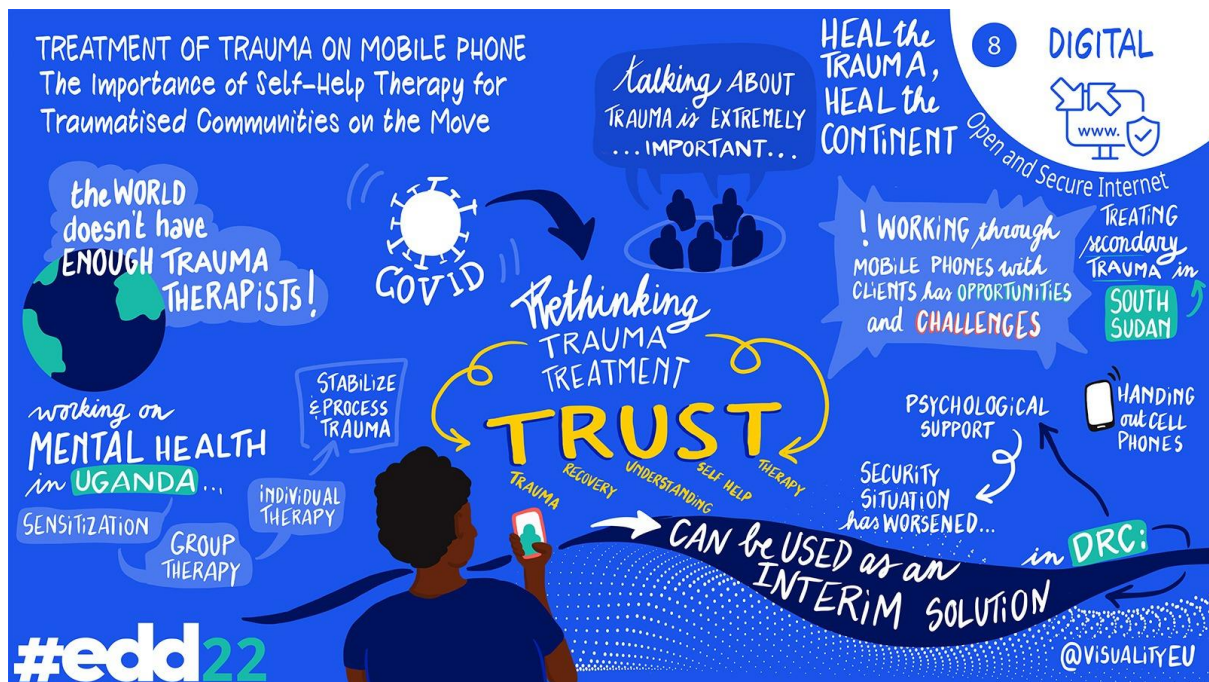 TREATMENT OF TRAUMA ON MOBILE PHONE
The Importance of Self-Help Therapy for
Traumatised Communities on the Move
the WORLD
doesn't have
ENOUGH TRAUMA
THERAPISTS!
COVID
talking ABOUT
TRAUMA is EXTREMELY
...IMPORTANT...
HEAL the
TRAUMA,
HEAL the
CONTINENT
8
DIGITAL
www.
Open and Secure Internet
! WORKING through
MOBILE PHONES with
CLIENTS has OPPORTUNITIES
and CHALLENGES
TREATING
secondary
TRAUMA in
SOUTH
SUDAN
Rethinking
TRAUMA
TREATMENT
TRUST
TRAUMA
RECOVERY
UNDERSTANDING
SELF HELP
THERAPY
working on
MENTAL HEALTH
in UGANDA...
SENSITIZATION
GROUP
THERAPY
INDIVIDUAL
THERAPY
STABILIZE
& PROCESS
TRAUMA
CAN be USED as an
INTERIM SOLUTION
in DRC:
PSYCHOLOGICAL
SUPPORT
SECURITY
SITUATION
has WORSENED...
HANDING
out CELL
PHONES
#edd22
@VISUALITYEU